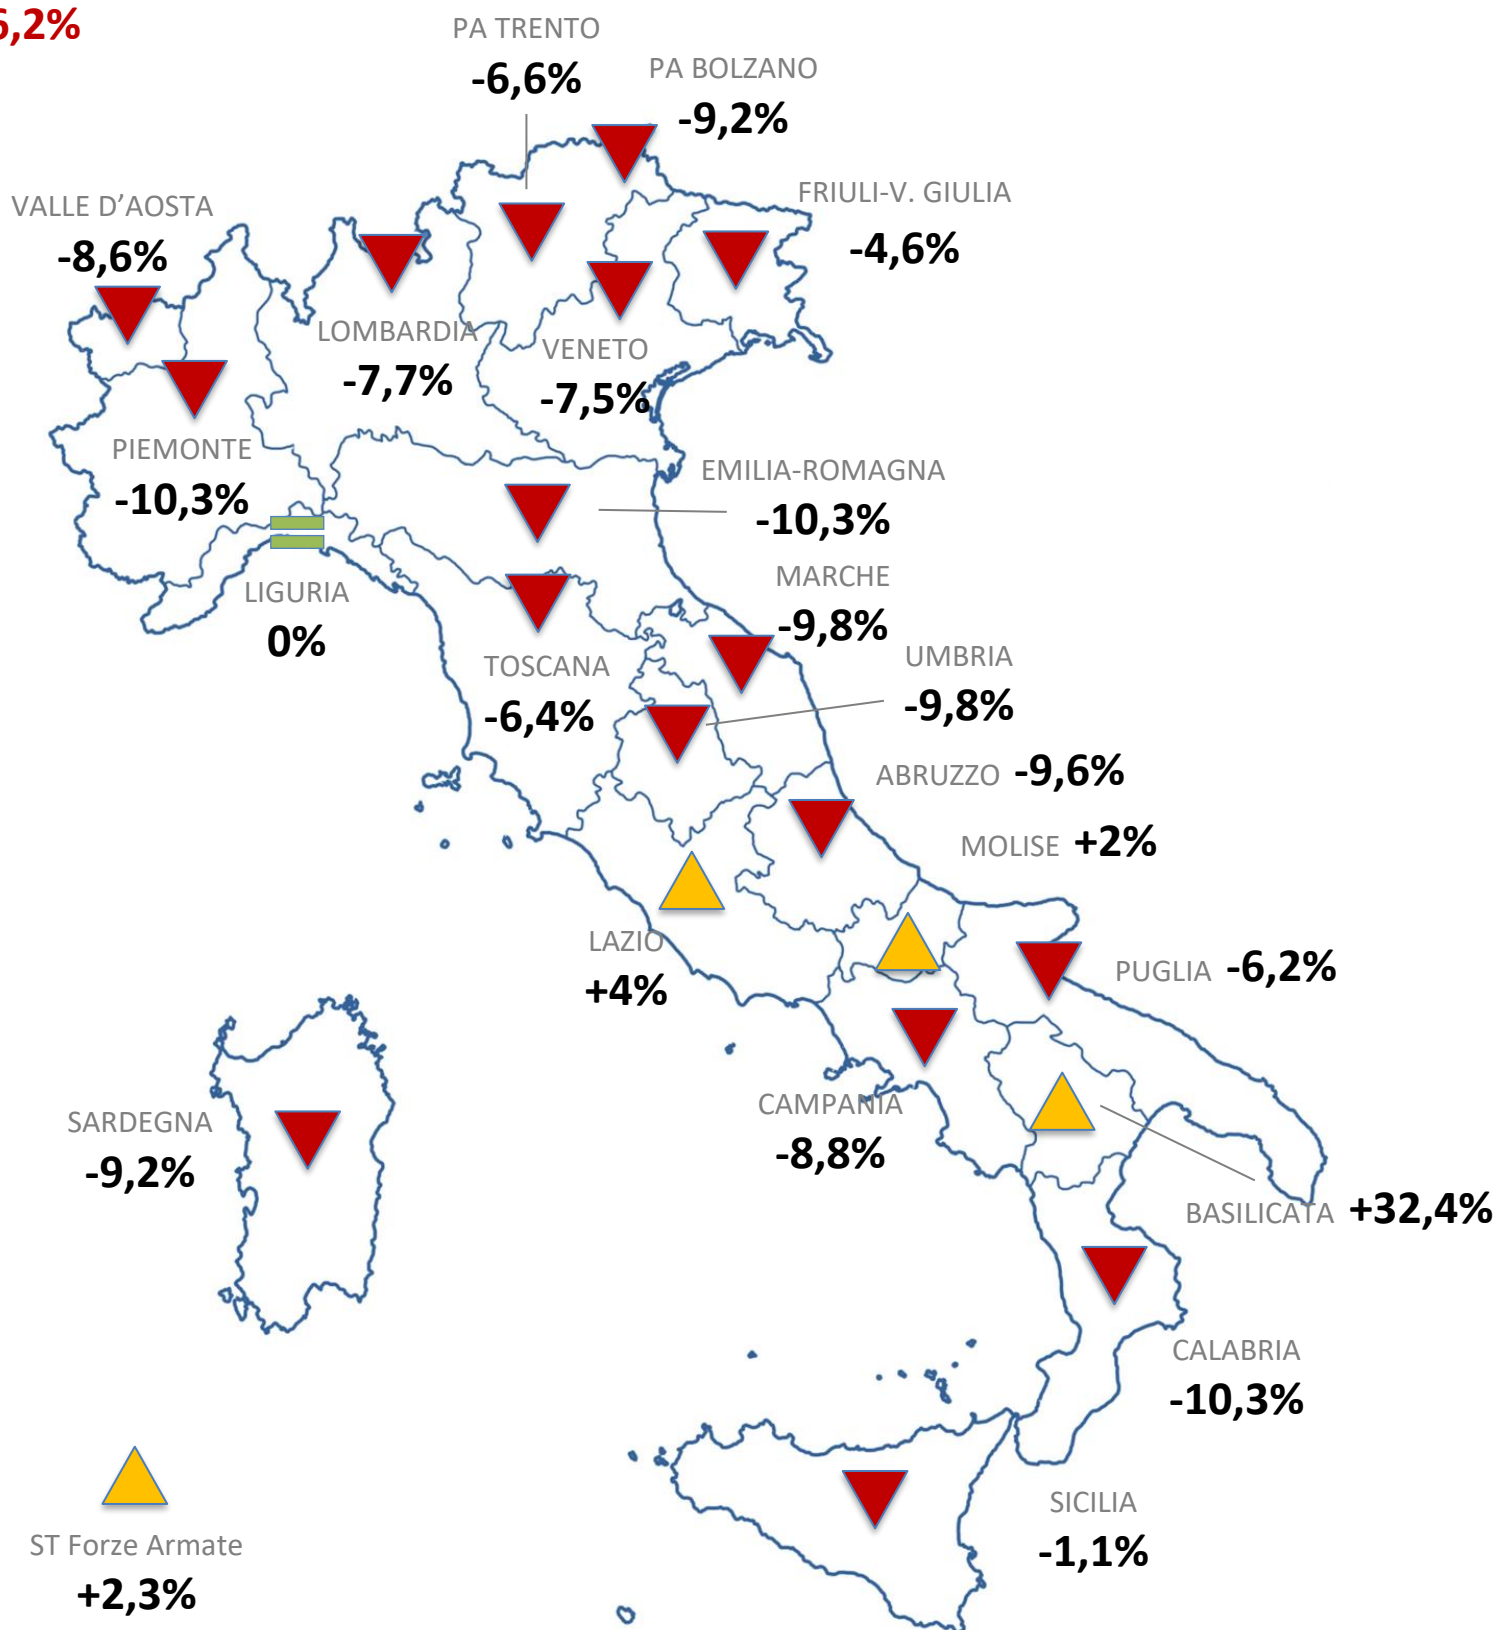 6,2%
PA TRENTO
-6,6%
PA BOLZANO
-9,2%
VALLE D’AOSTA
-8,6%
FRIULI-V. GIULIA
-4,6%
LOMBARDIA
-7,7%
VENETO
-7,5%
PIEMONTE
-10,3%
EMILIA-ROMAGNA
-10,3%
LIGURIA
0%
MARCHE
-9,8%
TOSCANA
-6,4%
UMBRIA
-9,8%
ABRUZZO -9,6%
MOLISE +2%
LAZIO
+4%
PUGLIA -6,2%
CAMPANIA
-8,8%
SARDEGNA
-9,2%
BASILICATA +32,4%
CALABRIA
-10,3%
SICILIA
-1,1%
ST Forze Armate
+2,3%